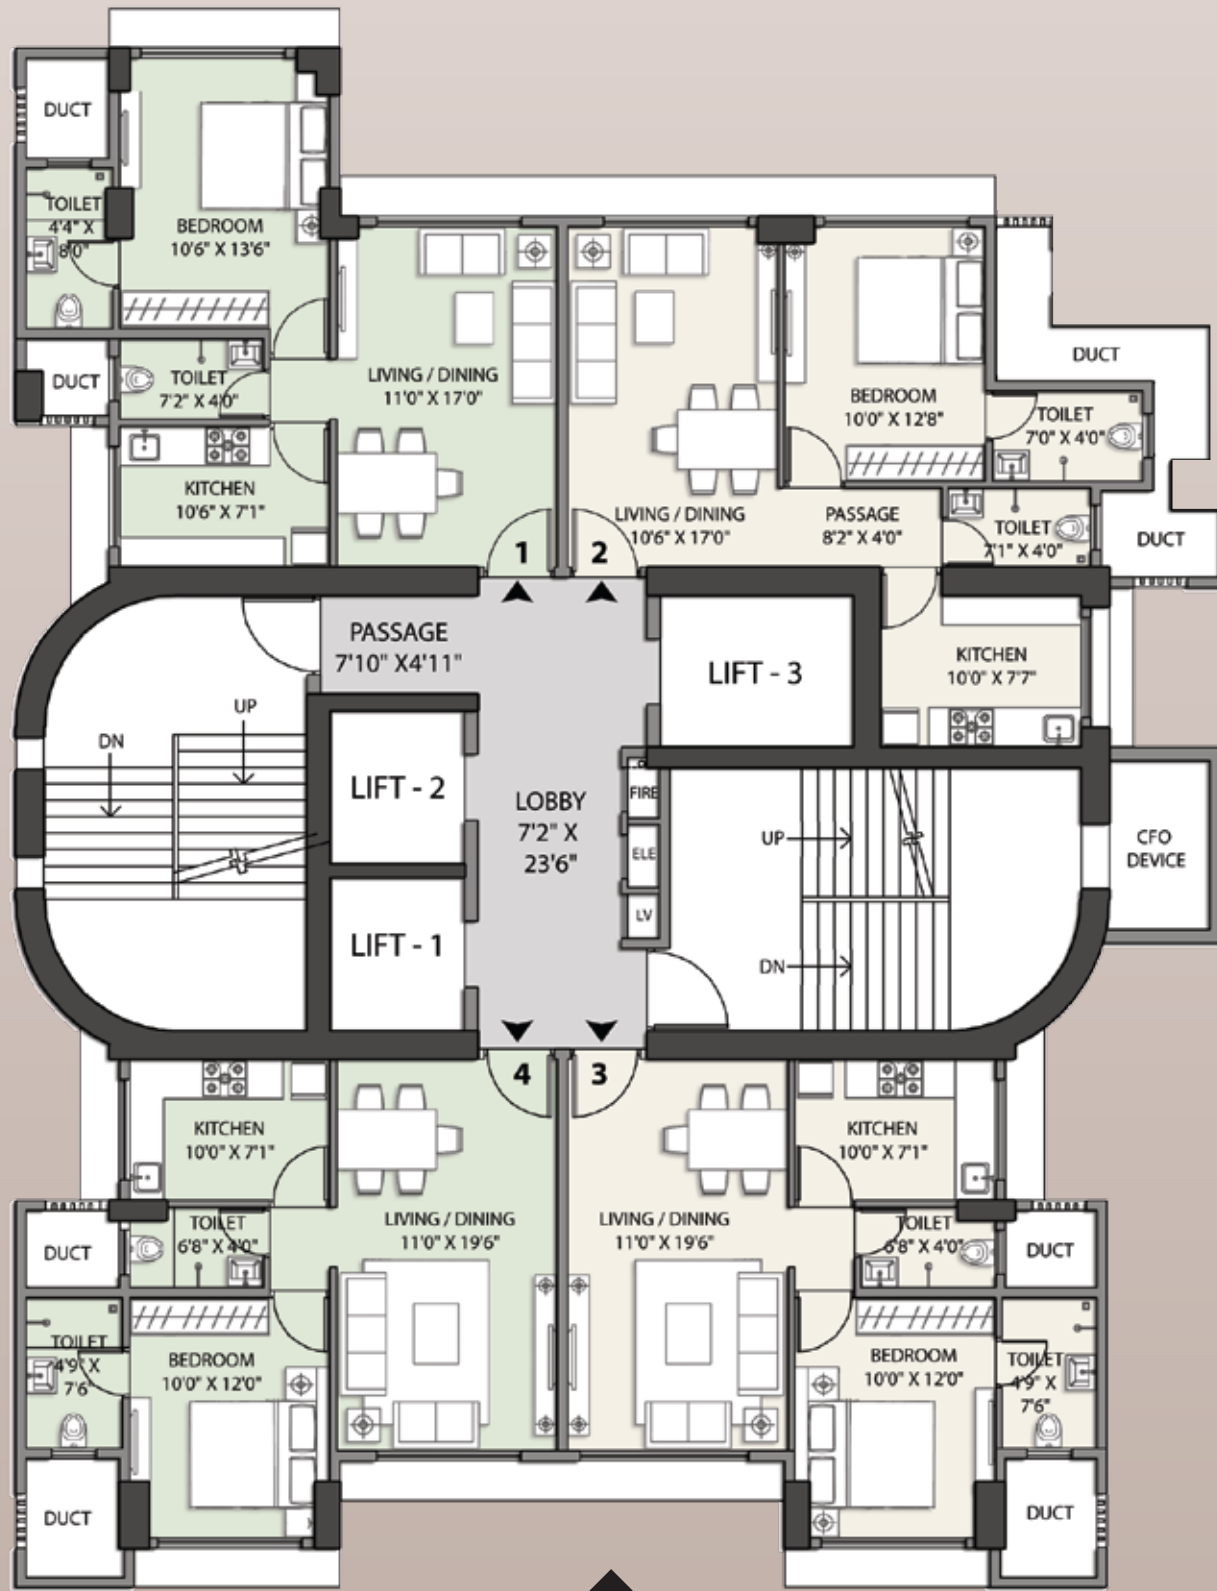 DUCT
TOILET
4'4" X
8'0"
BEDROOM
10'6" X 13'6"
DUCT
TOILET
7'2" X 4'0"
KITCHEN
10'6" X 7'1"
LIVING / DINING
11'0" X 17'0"
1
2
LIVING / DINING
10'6" X 17'0"
BEDROOM
10'0" X 12'8"
PASSAGE
8'2" X 4'0"
DUCT
TOILET
7'0" X 4'0"
TOILET
7'1" X 4'0"
DUCT
KITCHEN
10'0" X 7'7"
PASSAGE
7'10" X4'11"
LIFT - 3
UP
DN
LIFT - 2
LIFT - 1
LOBBY
7'2" X
23'6"
FIRE
ELE
LV
UP
DN
CFO
DEVICE
4
3
KITCHEN
10'0" X 7'1"
TOILET
6'8" X 4'0"
DUCT
LIVING / DINING
11'0" X 19'6"
TOILET
4'9" X
7'6"
BEDROOM
10'0" X 12'0"
DUCT
LIVING / DINING
11'0" X 19'6"
KITCHEN
10'0" X 7'1"
TOILET
6'8" X 4'0"
DUCT
BEDROOM
10'0" X 12'0"
TOILET
4'9" X
7'6"
DUCT